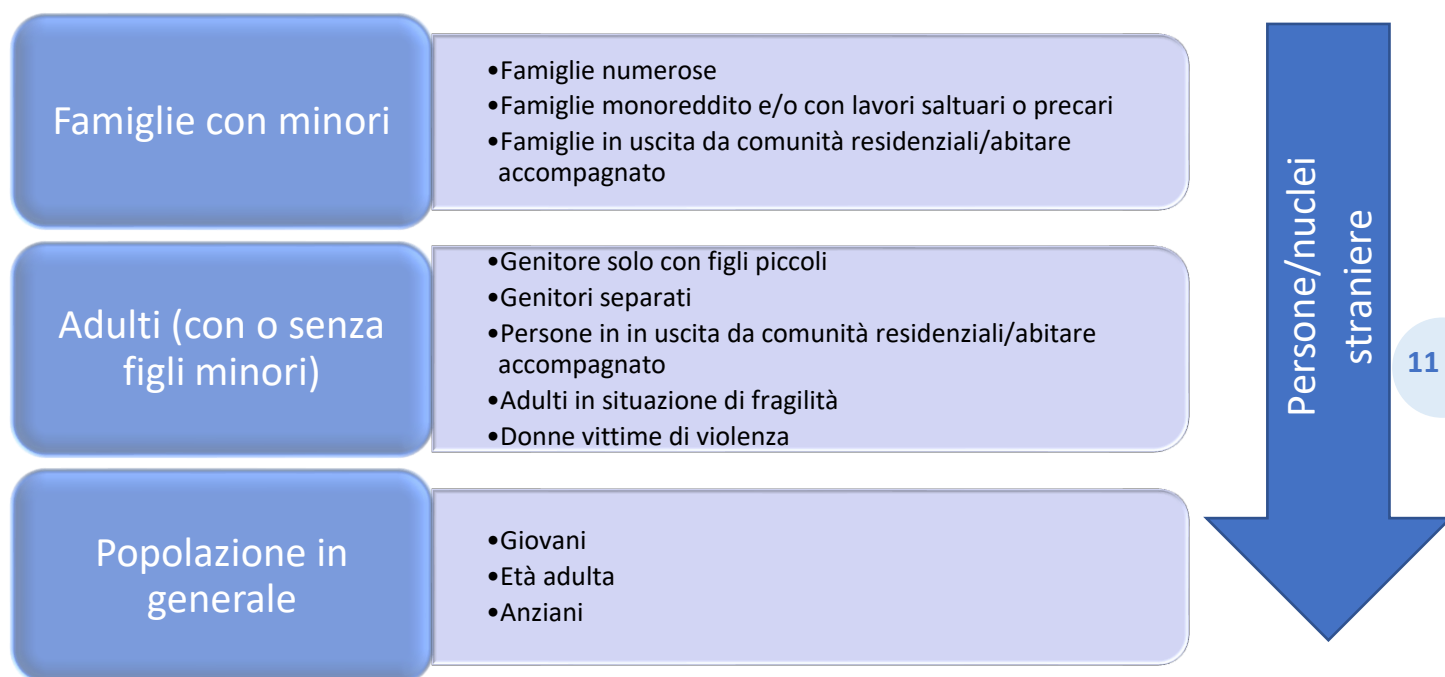 Famiglie con minori
•Famiglie numerose
•Famiglie monoreddito e/o con lavori saltuari o precari
•Famiglie in uscita da comunità residenziali/abitare
accompagnato
Adulti (con o senza
figli minori)
•Genitore solo con figli piccoli
•Genitori separati
•Persone in in uscita da comunità residenziali/abitare
accompagnato
•Adulti in situazione di fragilità
•Donne vittime di violenza
Popolazione in
generale
•Giovani
•Età adulta
•Anziani
Persone/nuclei
straniere
11